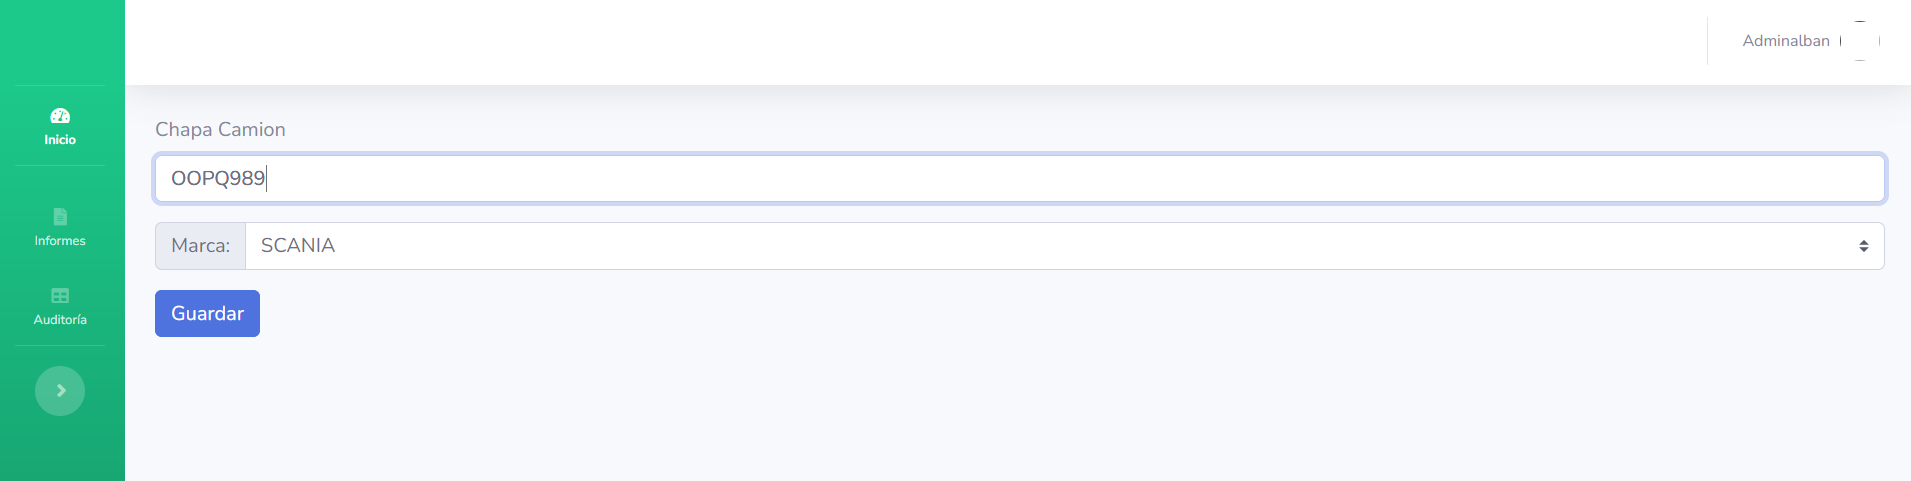 Adminalban
Inicio
Informes
Auditoría
Chapa Camion
OOPQ989
Marca: SCANIA
Guardar